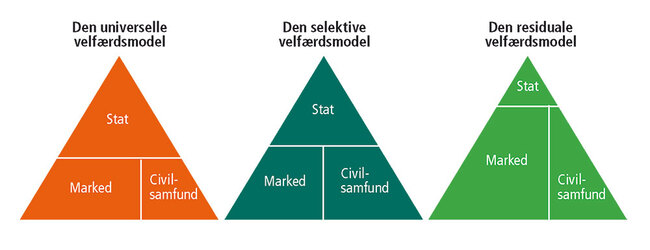 Den universelle
velfærdsmodel
Stat
Marked
Civil-
samfund
Den selektive
velfærdsmodel
Stat
Marked
Civil-
samfund
Den residuale
velfærdsmodel
Stat
Marked
Civil-
samfund